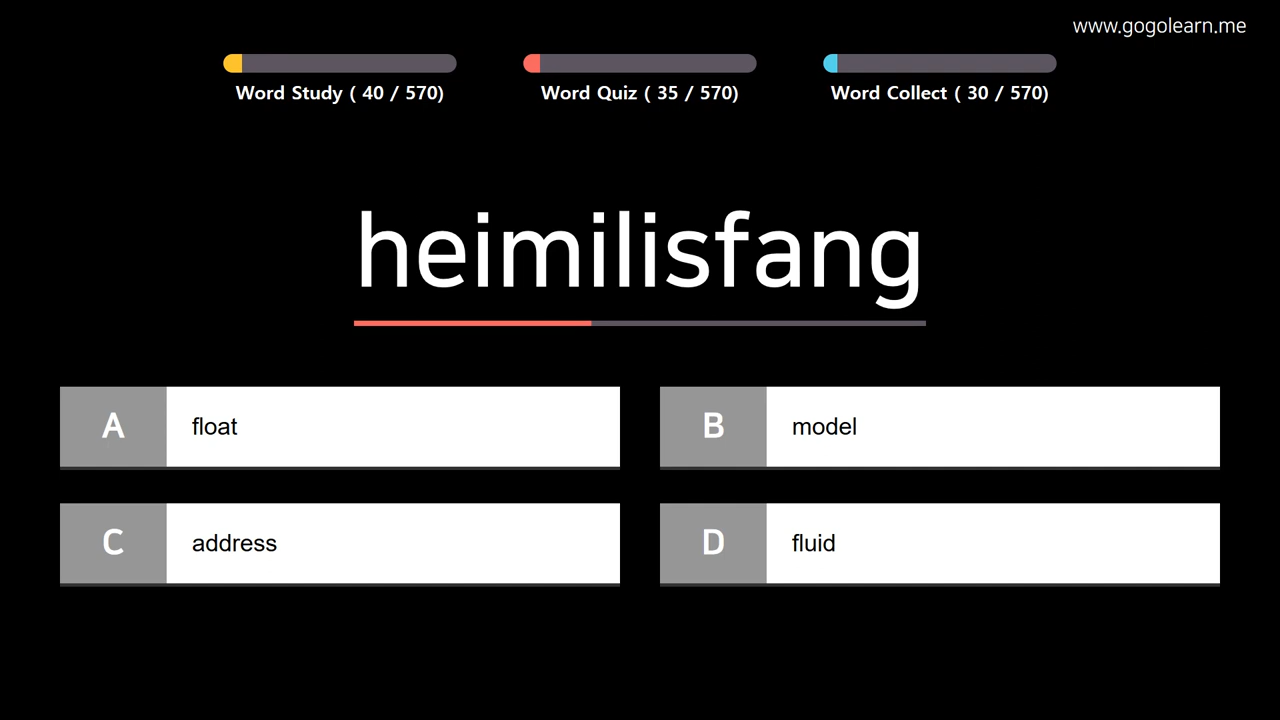 www.gogolearn.me
Word Study ( 40 / 570)
Word Quiz ( 35 / 570)
Word Collect ( 30 / 570)
heimilisfang
A float
B model
C address
D fluid